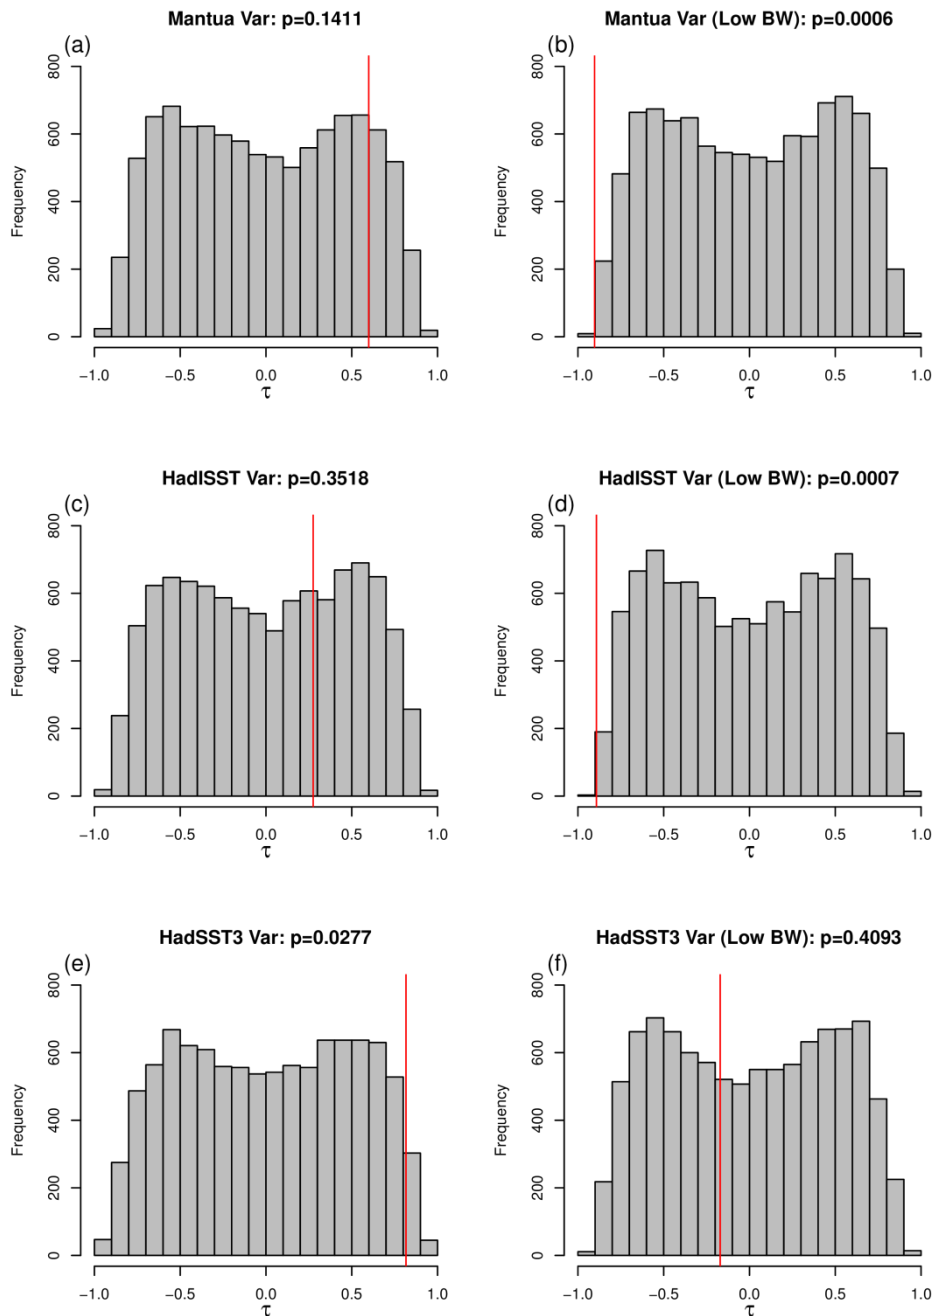 Mantua Var: p=0.1411
(a)
Frequency
0
200
400
600
800
−1.0 −0.5 0.0 0.5 1.0
τ
Mantua Var (Low BW): p=0.0006
(b)
Frequency
0
200
400
600
800
−1.0 −0.5 0.0 0.5 1.0
τ
HadISST Var: p=0.3518
(c)
Frequency
0
200
400
600
800
−1.0 −0.5 0.0 0.5 1.0
τ
HadISST Var (Low BW): p=0.0007
(d)
Frequency
0
200
400
600
800
−1.0 −0.5 0.0 0.5 1.0
τ
HadSST3 Var: p=0.0277
(e)
Frequency
0
200
400
600
800
−1.0 −0.5 0.0 0.5 1.0
τ
HadSST3 Var (Low BW): p=0.4093
(f)
Frequency
0
200
400
600
800
−1.0 −0.5 0.0 0.5 1.0
τ